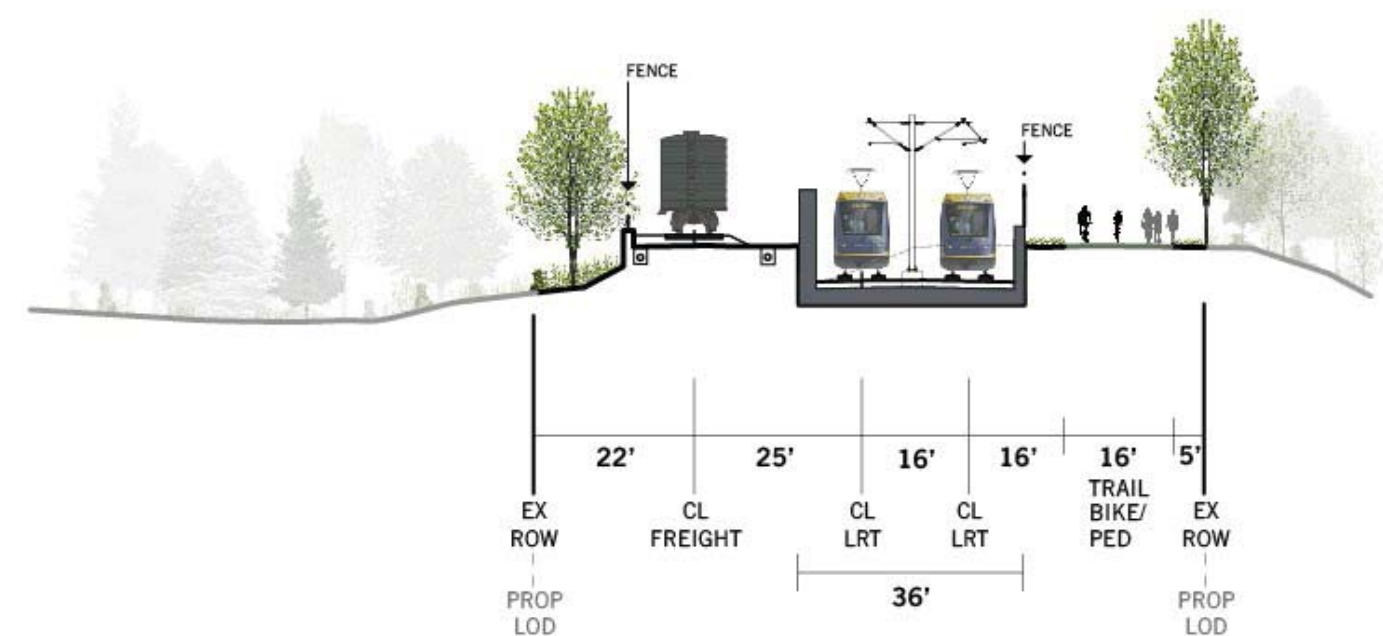 FENCE
FENCE
22’ 25’ 16’ 16’ 16’ 5’
EX
ROW
PROP
LOD
CL
FREIGHT
CL
LRT
CL
LRT
TRAIL
BIKE/
PED
EX
ROW
PROP
LOD
36’